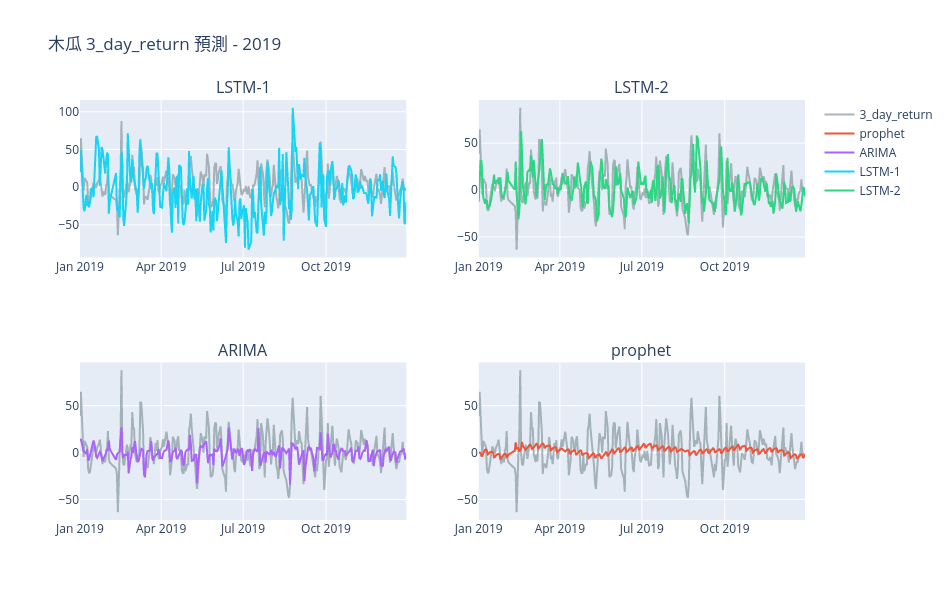 木瓜 3_day_return 預測 - 2019
LSTM-1
100
50
0
−50
Jan 2019
Apr 2019
Jul 2019
Oct 2019
LSTM-2
50
0
−50
Jan 2019
Apr 2019
Jul 2019
Oct 2019
3_day_return
prophet
ARIMA
LSTM-1
LSTM-2
ARIMA
50
0
−50
Jan 2019
Apr 2019
Jul 2019
Oct 2019
prophet
50
0
−50
Jan 2019
Apr 2019
Jul 2019
Oct 2019